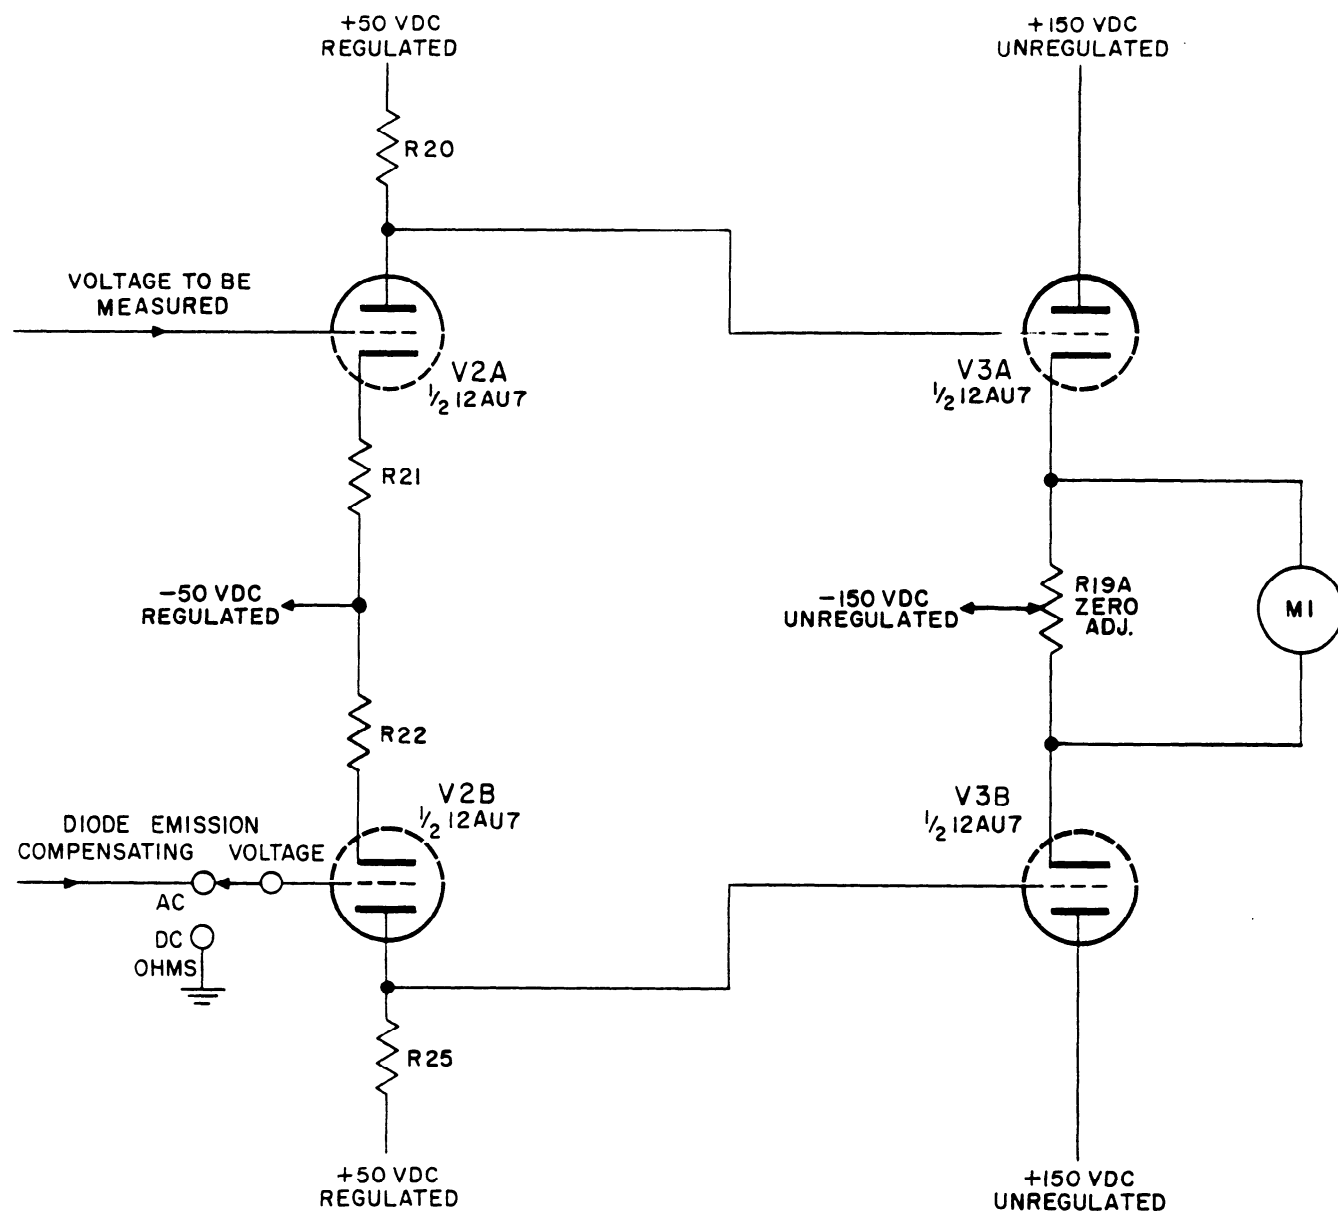 +50 VDC
REGULATED
+150 VDC
UNREGULATED
R20
VOLTAGE TO BE
MEASURED
V2A
1/2 12AU7
V3A
1/2 12AU7
R21
-50 VDC
REGULATED
-150 VDC
UNREGULATED
R19A
ZERO
ADJ.
M1
R22
V2B
1/2 12AU7
V3B
1/2 12AU7
DIODE EMISSION
COMPENSATING VOLTAGE
AC
DC
OHMS
R25
+50 VDC
REGULATED
+150 VDC
UNREGULATED